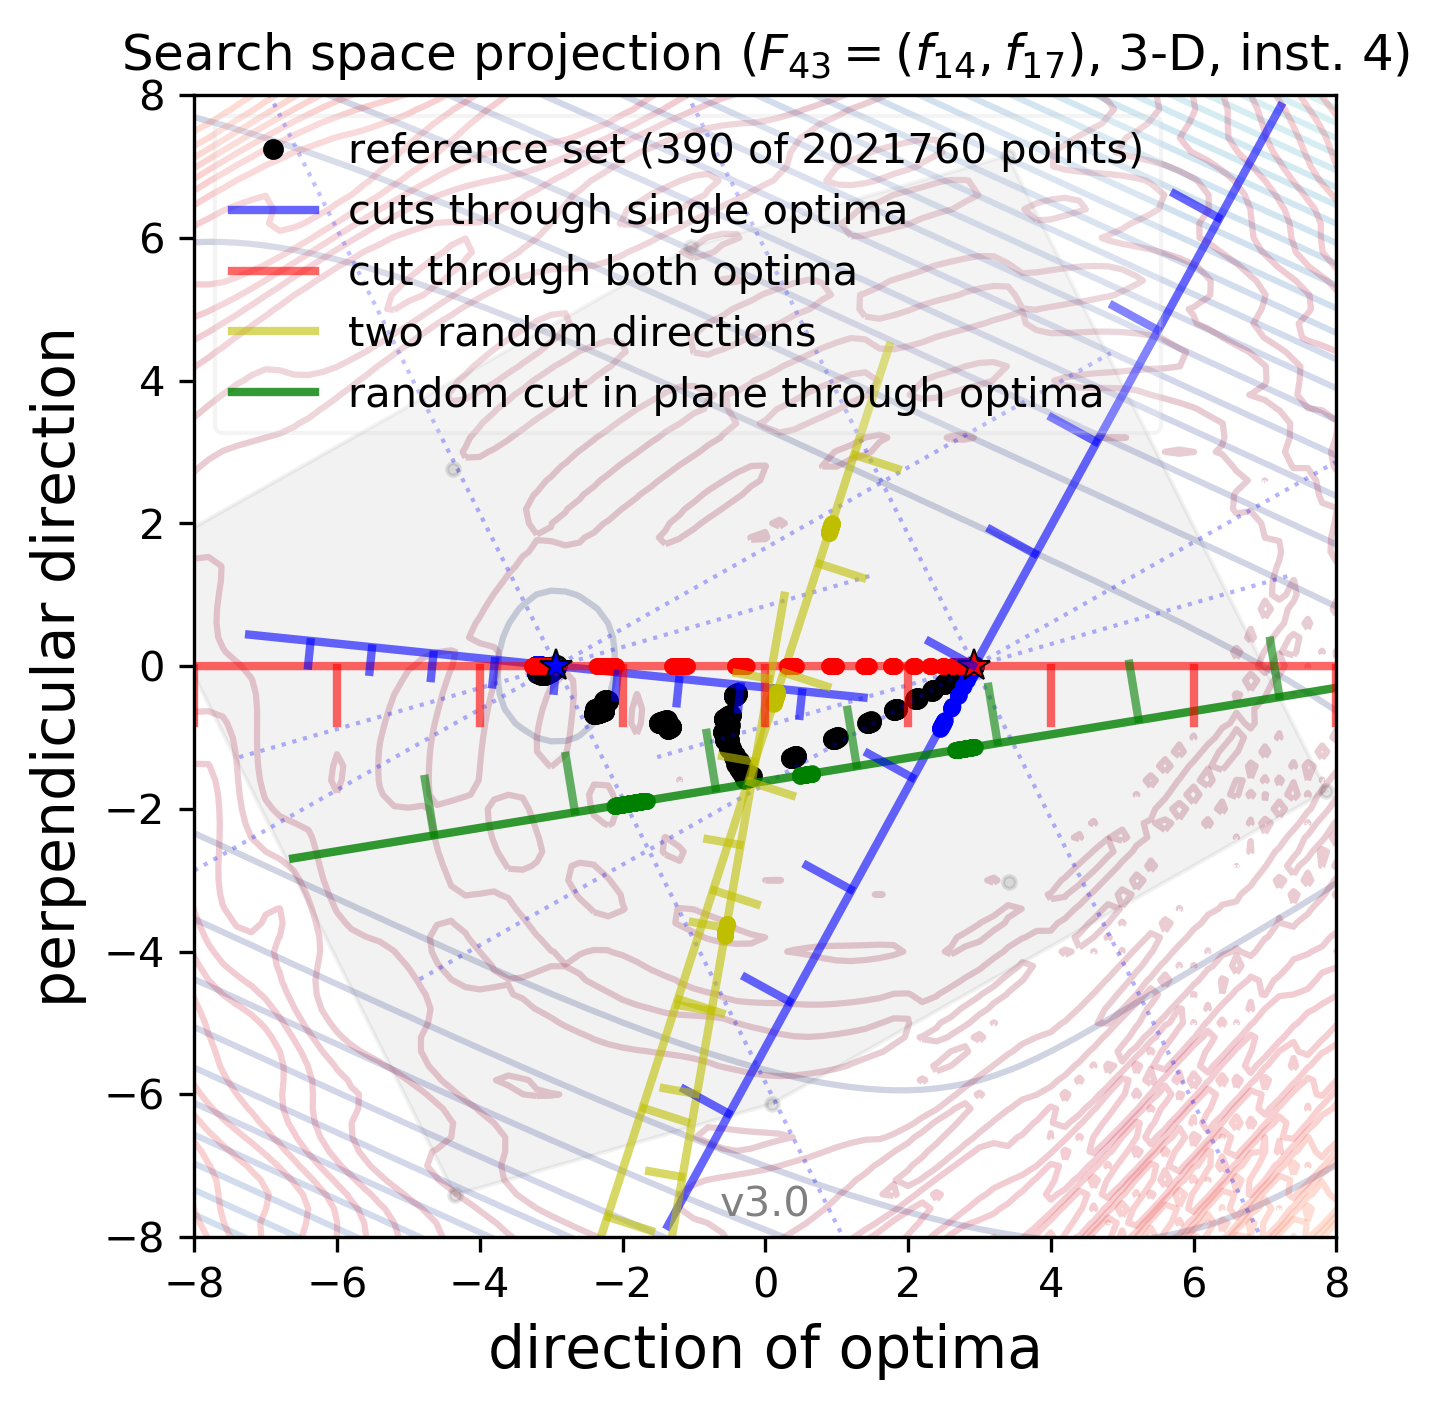 Search space projection (F43 = (f14, f17), 3-D, inst. 4)
reference set (390 of 2021760 points)
cuts through single optima
cut through both optima
two random directions
random cut in plane through optima
perpendicular direction
8
6
4
2
0
−2
−4
−6
−8
v3.0
−8 −6 −4 −2 0 2 4 6 8
direction of optima